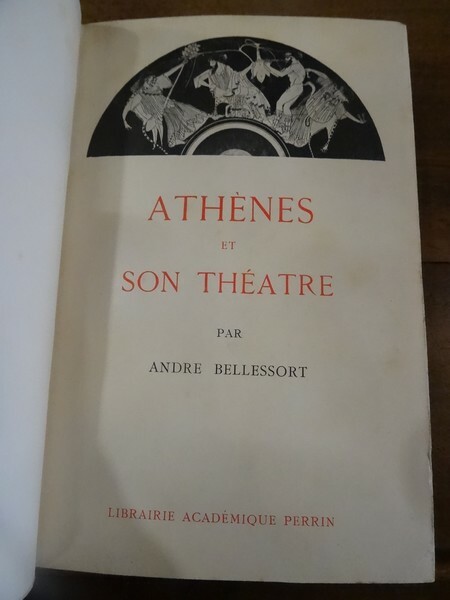 ATHÈNES
ET
SON THÉATRE
PAR
ANDRE BELLESSORT
LIBRAIRIE ACADÉMIQUE PERRIN